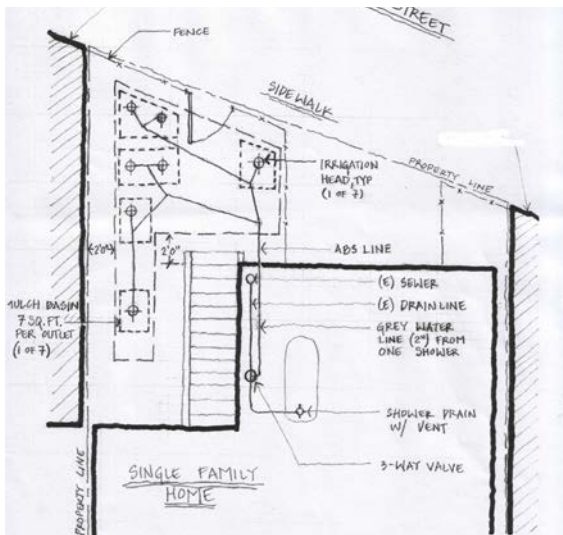 STREET
FENCE
SIDEWALK
PROPERTY LINE
IRRIGATION
HEAD, TYP
(1 OF 7)
2'0"
2'0"
ABS LINE
(E) SEWER
(E) DRAINLINE
GREY WATER
LINE (2") FROM
ONE SHOWER
MULCH BASIN
7 SQ. FT.
PER OUTLET
(1 OF 7)
SHOWER DRAIN
W/ VENT
3-WAY VALVE
SINGLE FAMILY
HOME
PROPERTY LINE